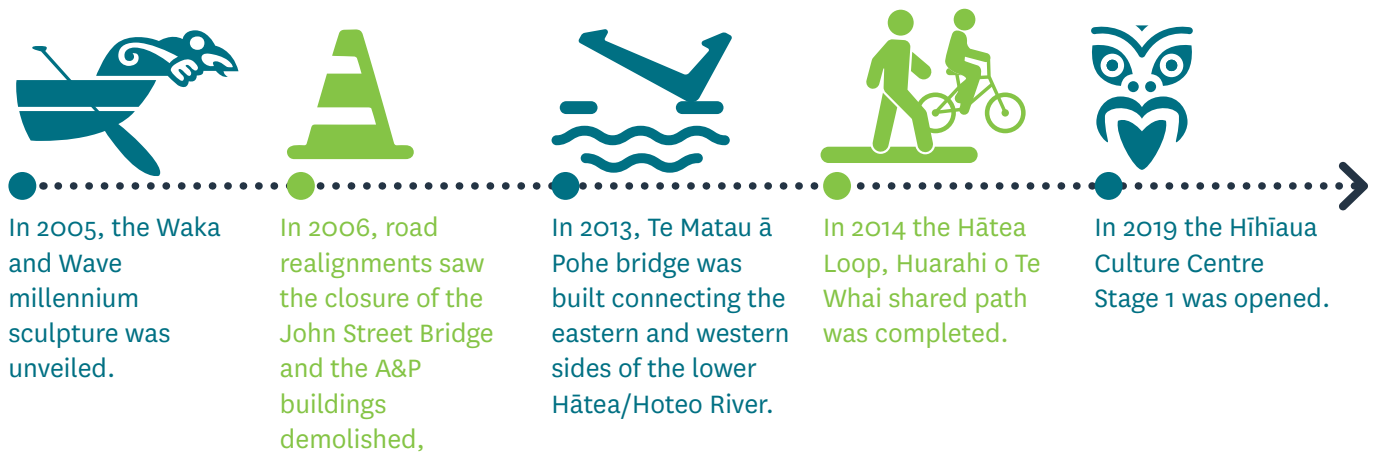 In 2005, the Waka
and Wave
millennium
sculpture was
unveiled.
In 2006, road
realignments saw
the closure of the
John Street Bridge
and the A&P
buildings
demolished,
In 2013, Te Matau ā
Pohe bridge was
built connecting the
eastern and western
sides of the lower
Hātea/Hoteo River.
In 2014 the Hātea
Loop, Huarahi o Te
Whai shared path
was completed.
In 2019 the Hīhīaua
Culture Centre
Stage 1 was opened.